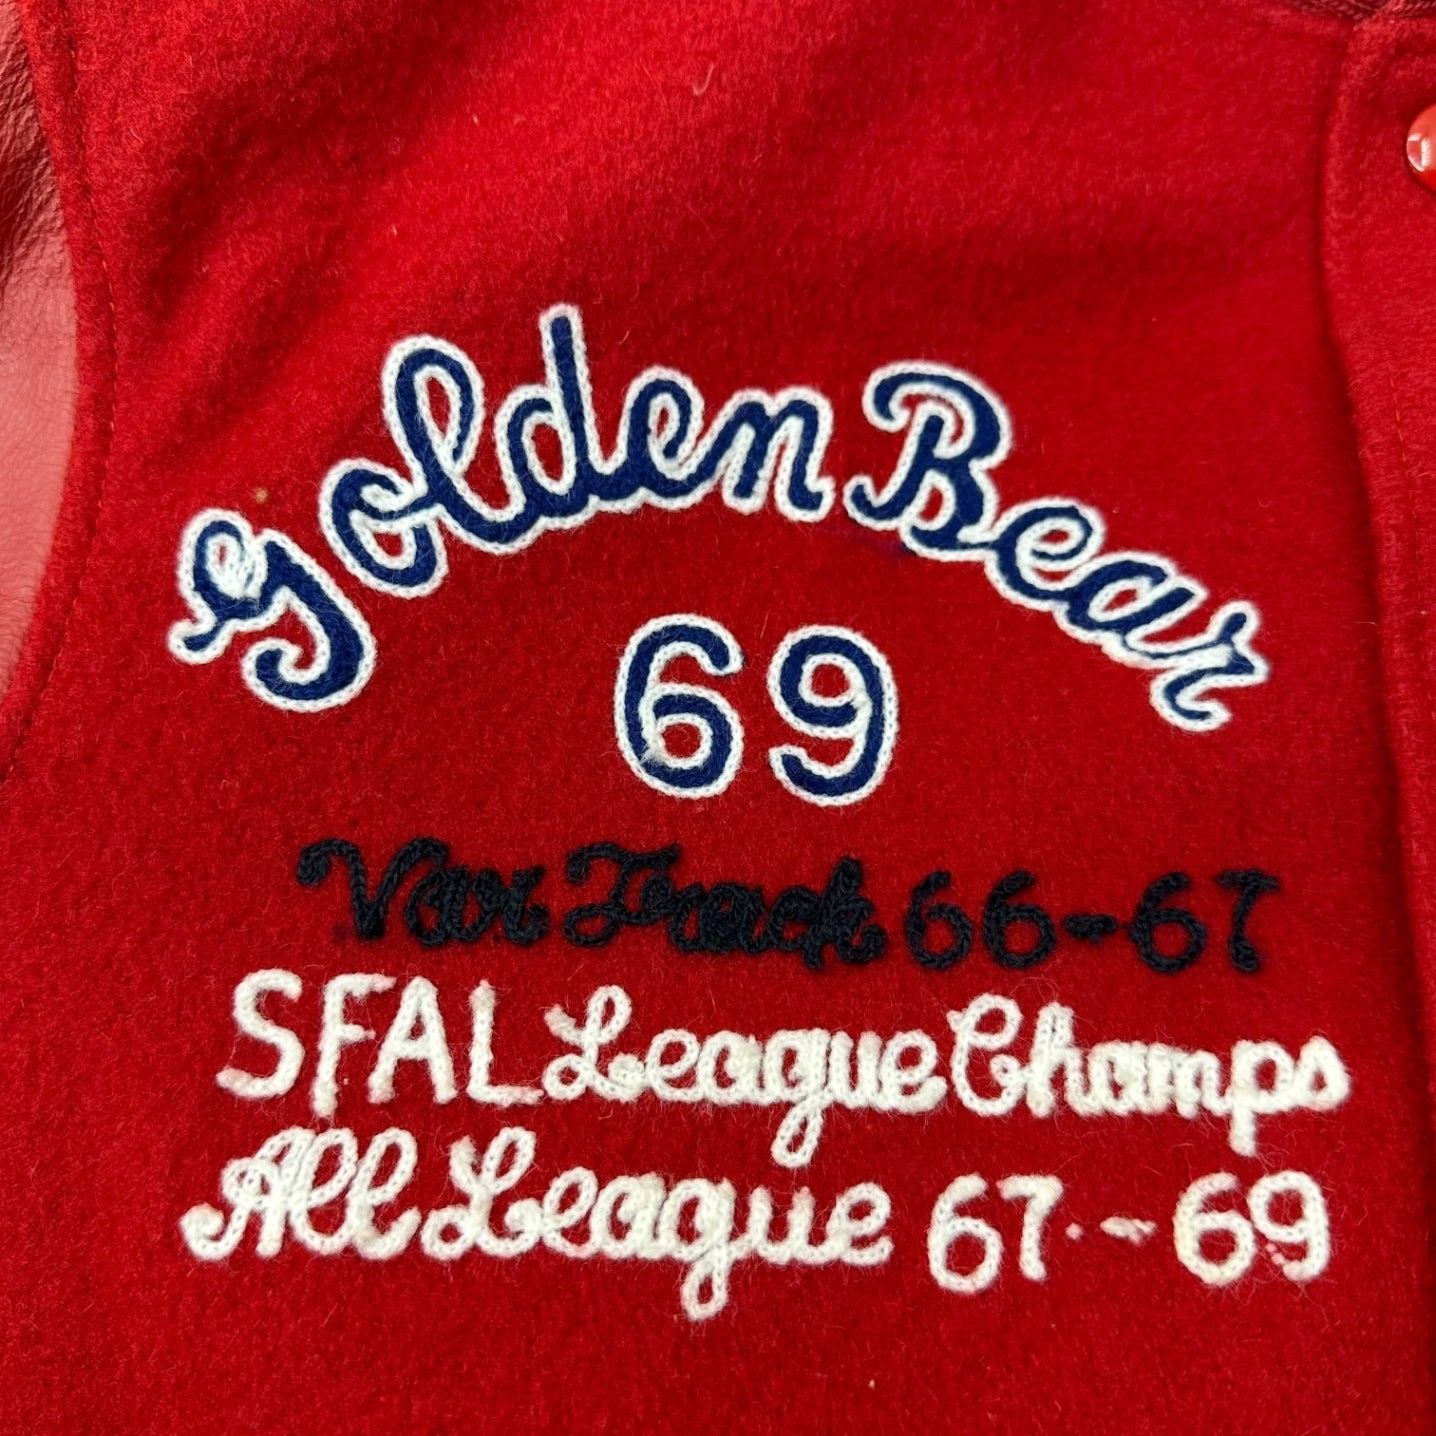 Golden Bear
69
Var Track 66-67
SFAL League Champs
All League 67-69